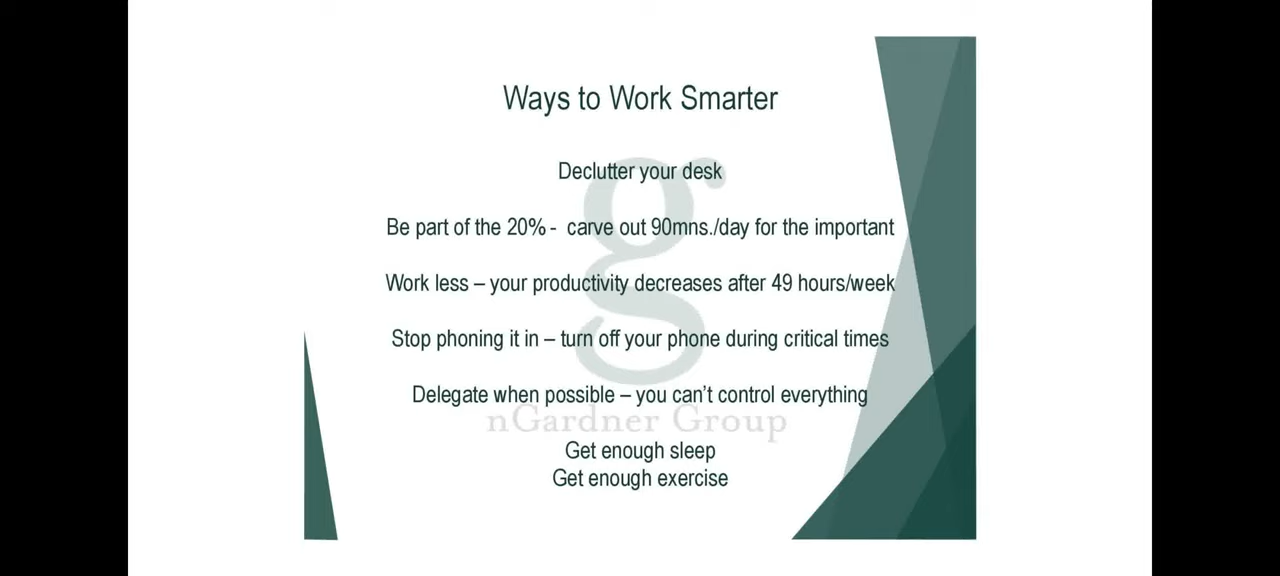 Ways to Work Smarter
Declutter your desk
Be part of the 20% - carve out 90mns./day for the important
Work less – your productivity decreases after 49 hours/week
Stop phoning it in – turn off your phone during critical times
Delegate when possible – you can't control everything
g
nGardner Group
Get enough sleep
Get enough exercise